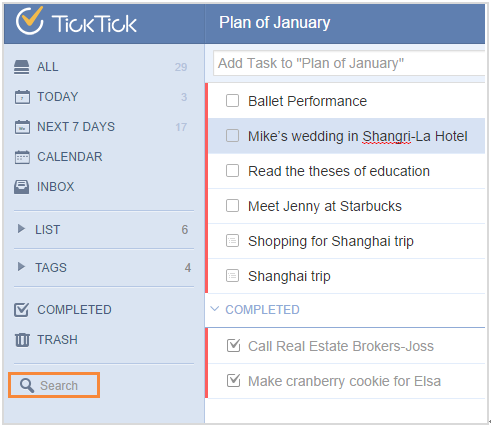 TICKTICK
ALL 29
TODAY 3
NEXT 7 DAYS 17
CALENDAR
INBOX
LIST 6
TAGS 4
COMPLETED
TRASH
Search
Plan of January
Add Task to "Plan of January"
Ballet Performance
Mike's wedding in Shangri-La Hotel
Read the theses of education
Meet Jenny at Starbucks
Shopping for Shanghai trip
Shanghai trip
COMPLETED
Call Real Estate Brokers-Joss
Make cranberry cookie for Elsa